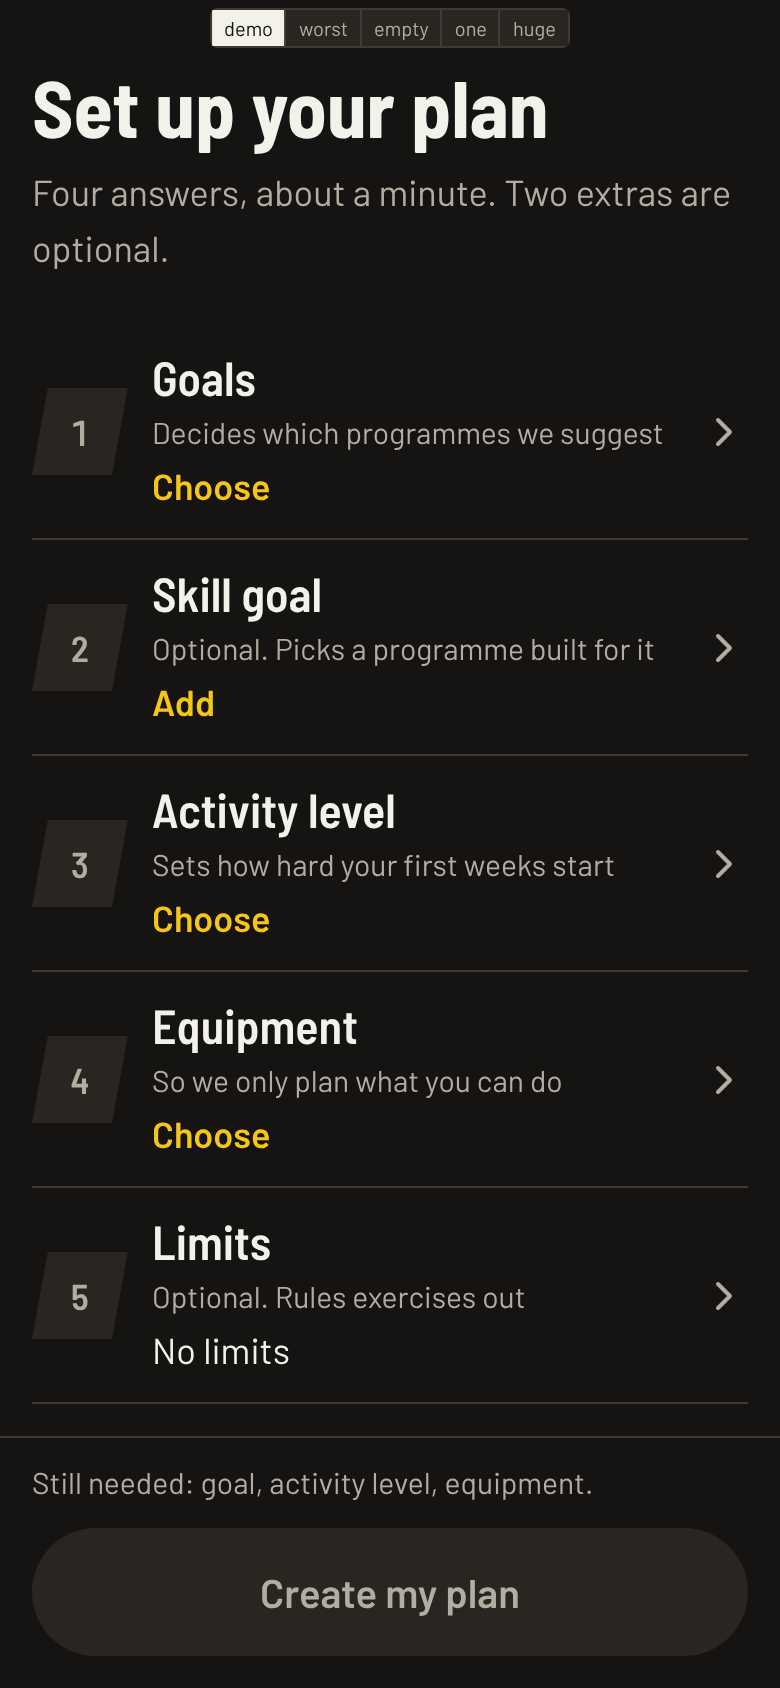 demo worst empty one huge
Set up your plan
Four answers, about a minute. Two extras are
optional.
Goals
1
Decides which programmes we suggest
Choose
Skill goal
2
Optional. Picks a programme built for it
Add
Activity level
3
Sets how hard your first weeks start
Choose
Equipment
4
So we only plan what you can do
Choose
Limits
5
Optional. Rules exercises out
No limits
Still needed: goal, activity level, equipment.
Create my plan